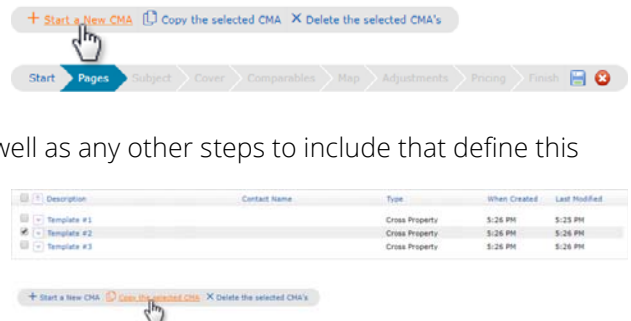 Start a New CMA Copy the selected CMA Delete the selected CMA's
Start Pages Subject Cover Comparables Map Adjustments Pricing Finish
well as any other steps to include that define this
Description Contact Name Type When Created Last Modified
Template #1 Cross Property 5:26 PM 5:25 PM
Template #2 Cross Property 5:26 PM 5:26 PM
Template #3 Cross Property 5:26 PM 5:26 PM
Start a New CMA Copy the selected CMA Delete the selected CMA's